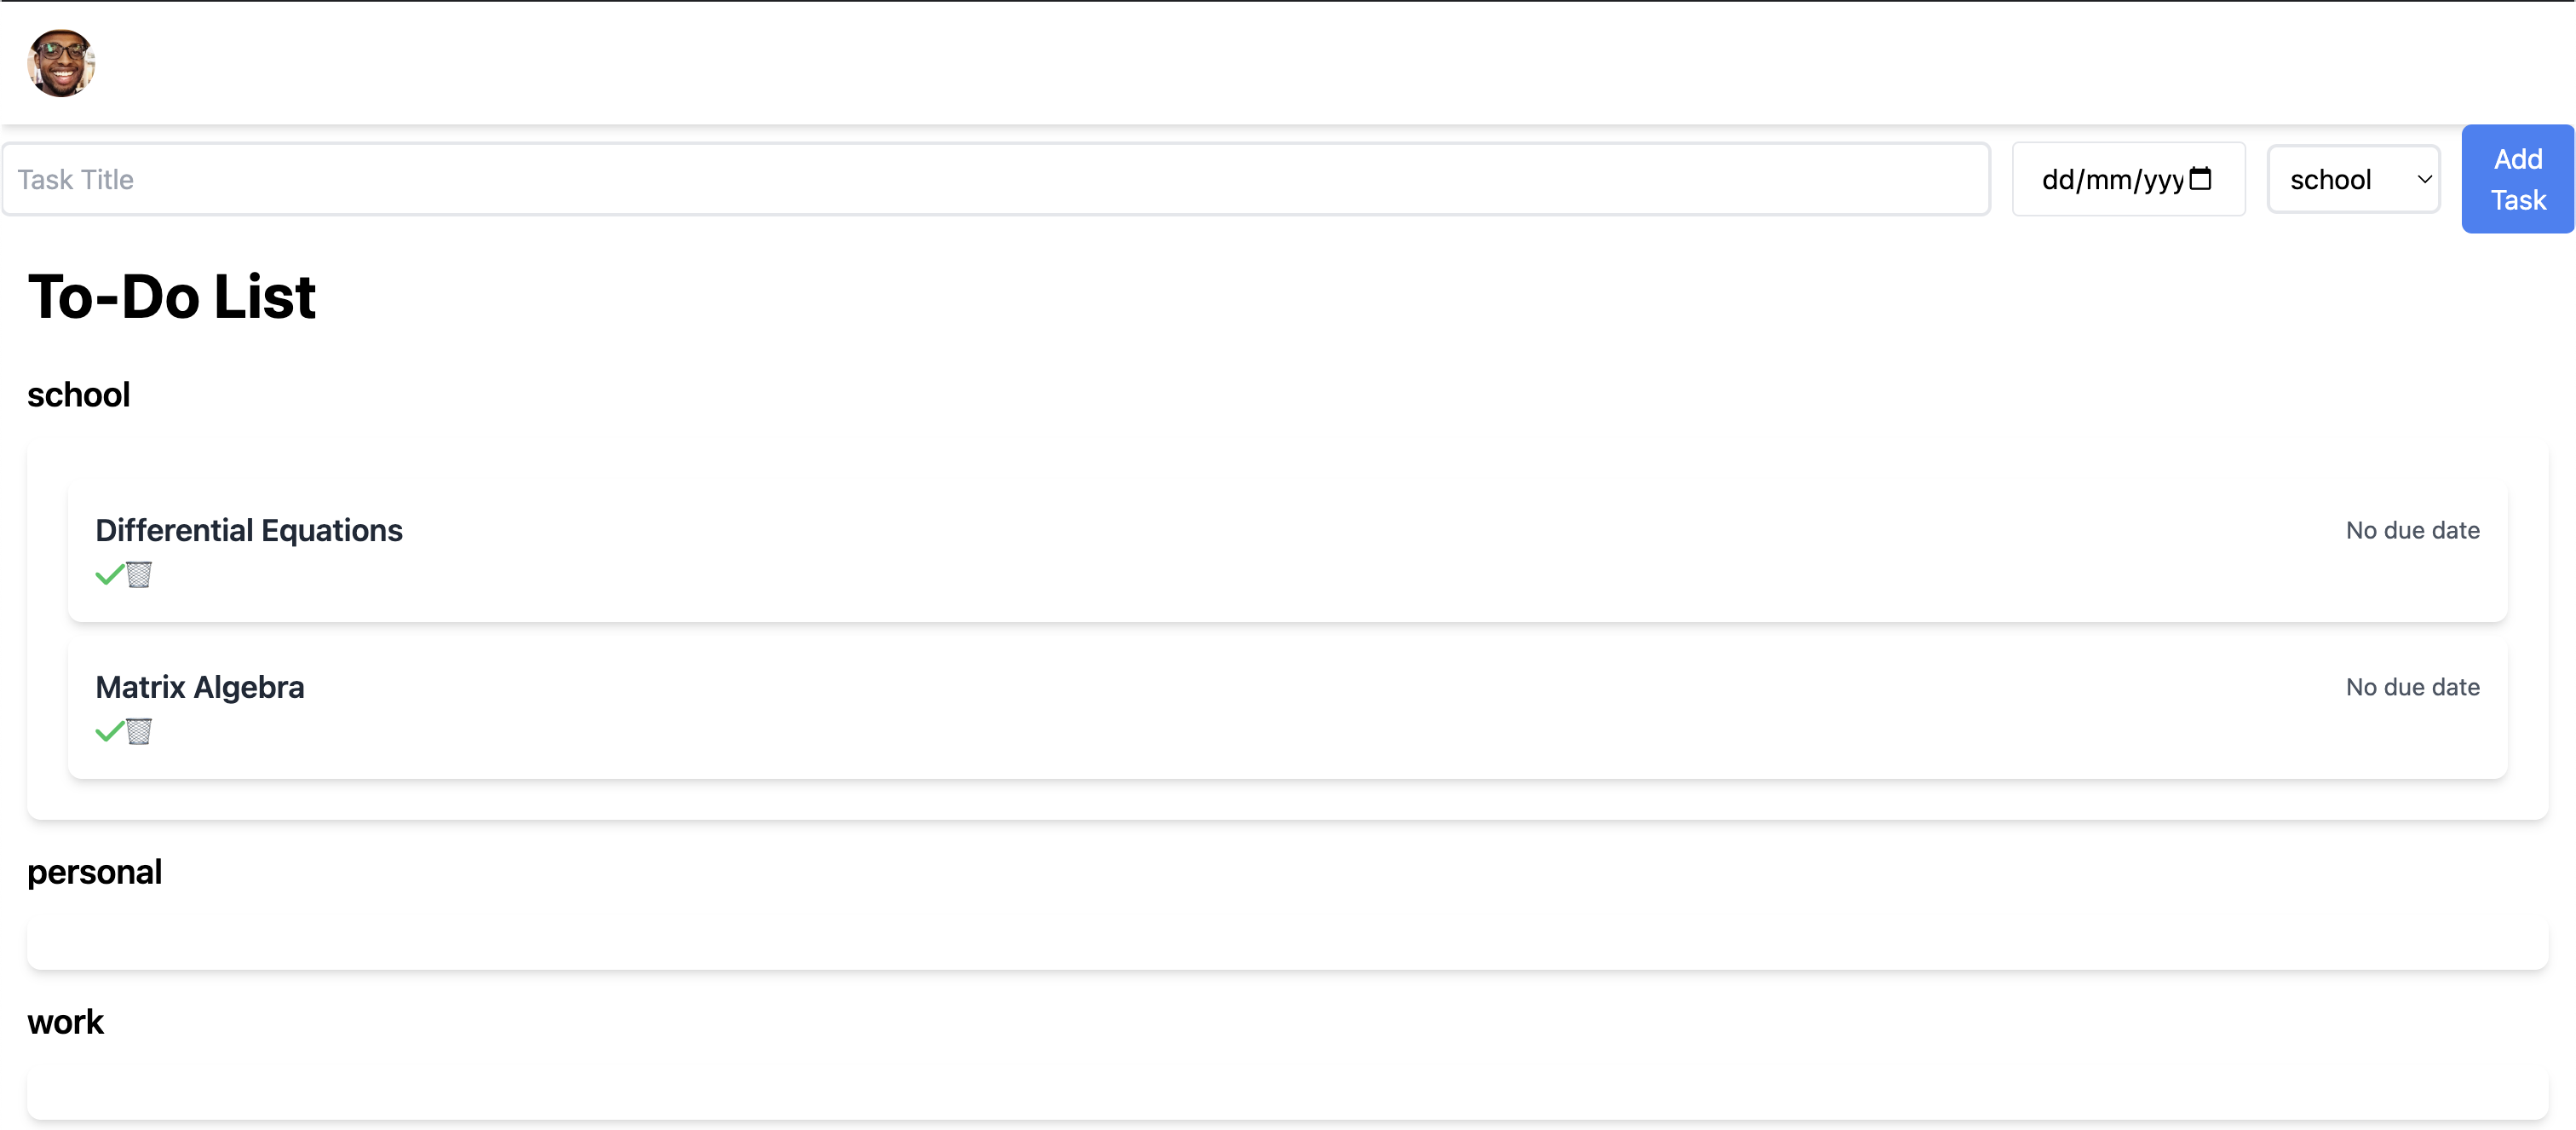 Task Title
dd/mm/yyy
school
Add
Task
To-Do List
school
Differential Equations
No due date
Matrix Algebra
No due date
personal
work